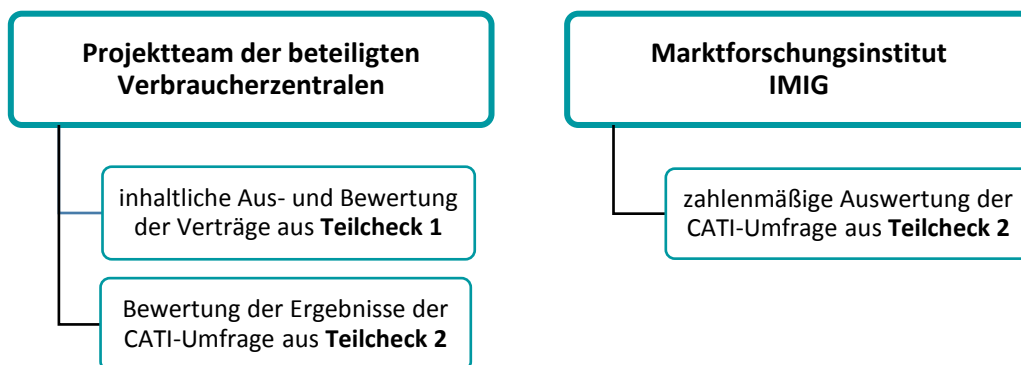 Projektteam der beteiligten
Verbraucherzentralen
inhaltliche Aus- und Bewertung
der Verträge aus Teilcheck 1
Bewertung der Ergebnisse der
CATI-Umfrage aus Teilcheck 2
Marktforschungsinstitut
IMIG
zahlenmäßige Auswertung der
CATI-Umfrage aus Teilcheck 2